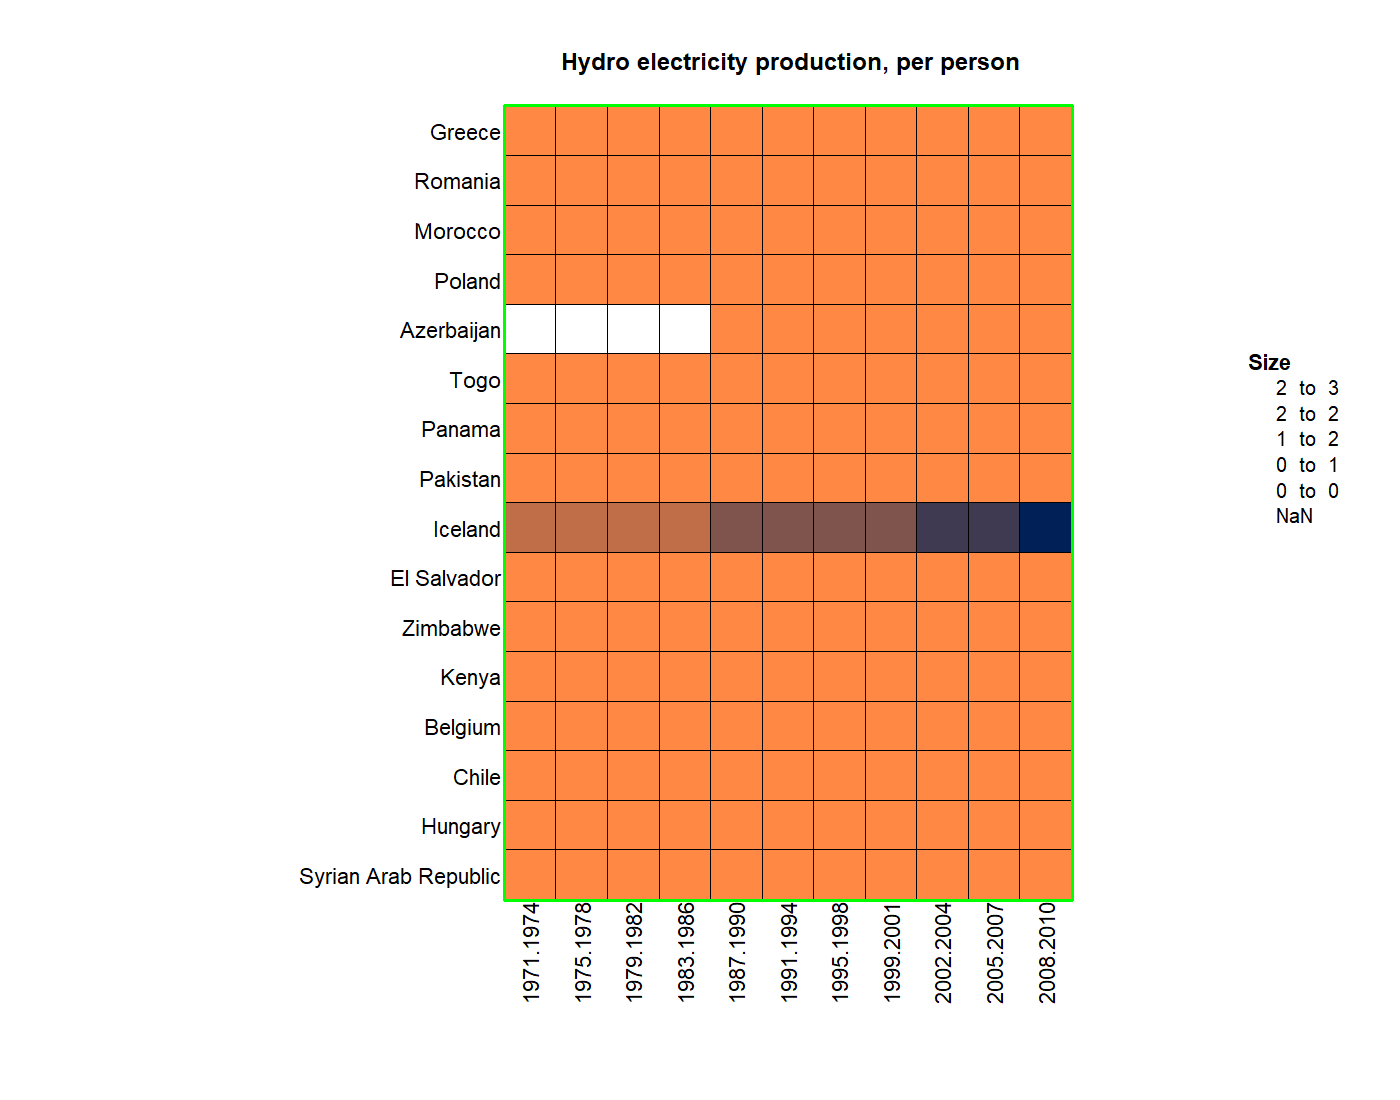 Hydro electricity production, per person
Greece
Romania
Morocco
Poland
Azerbaijan
Togo
Panama
Pakistan
Iceland
El Salvador
Zimbabwe
Kenya
Belgium
Chile
Hungary
Syrian Arab Republic
1971.1974
1975.1978
1979.1982
1983.1986
1987.1990
1991.1994
1995.1998
1999.2001
2002.2004
2005.2007
2008.2010
Size
2 to 3
2 to 2
1 to 2
0 to 1
0 to 0
NaN